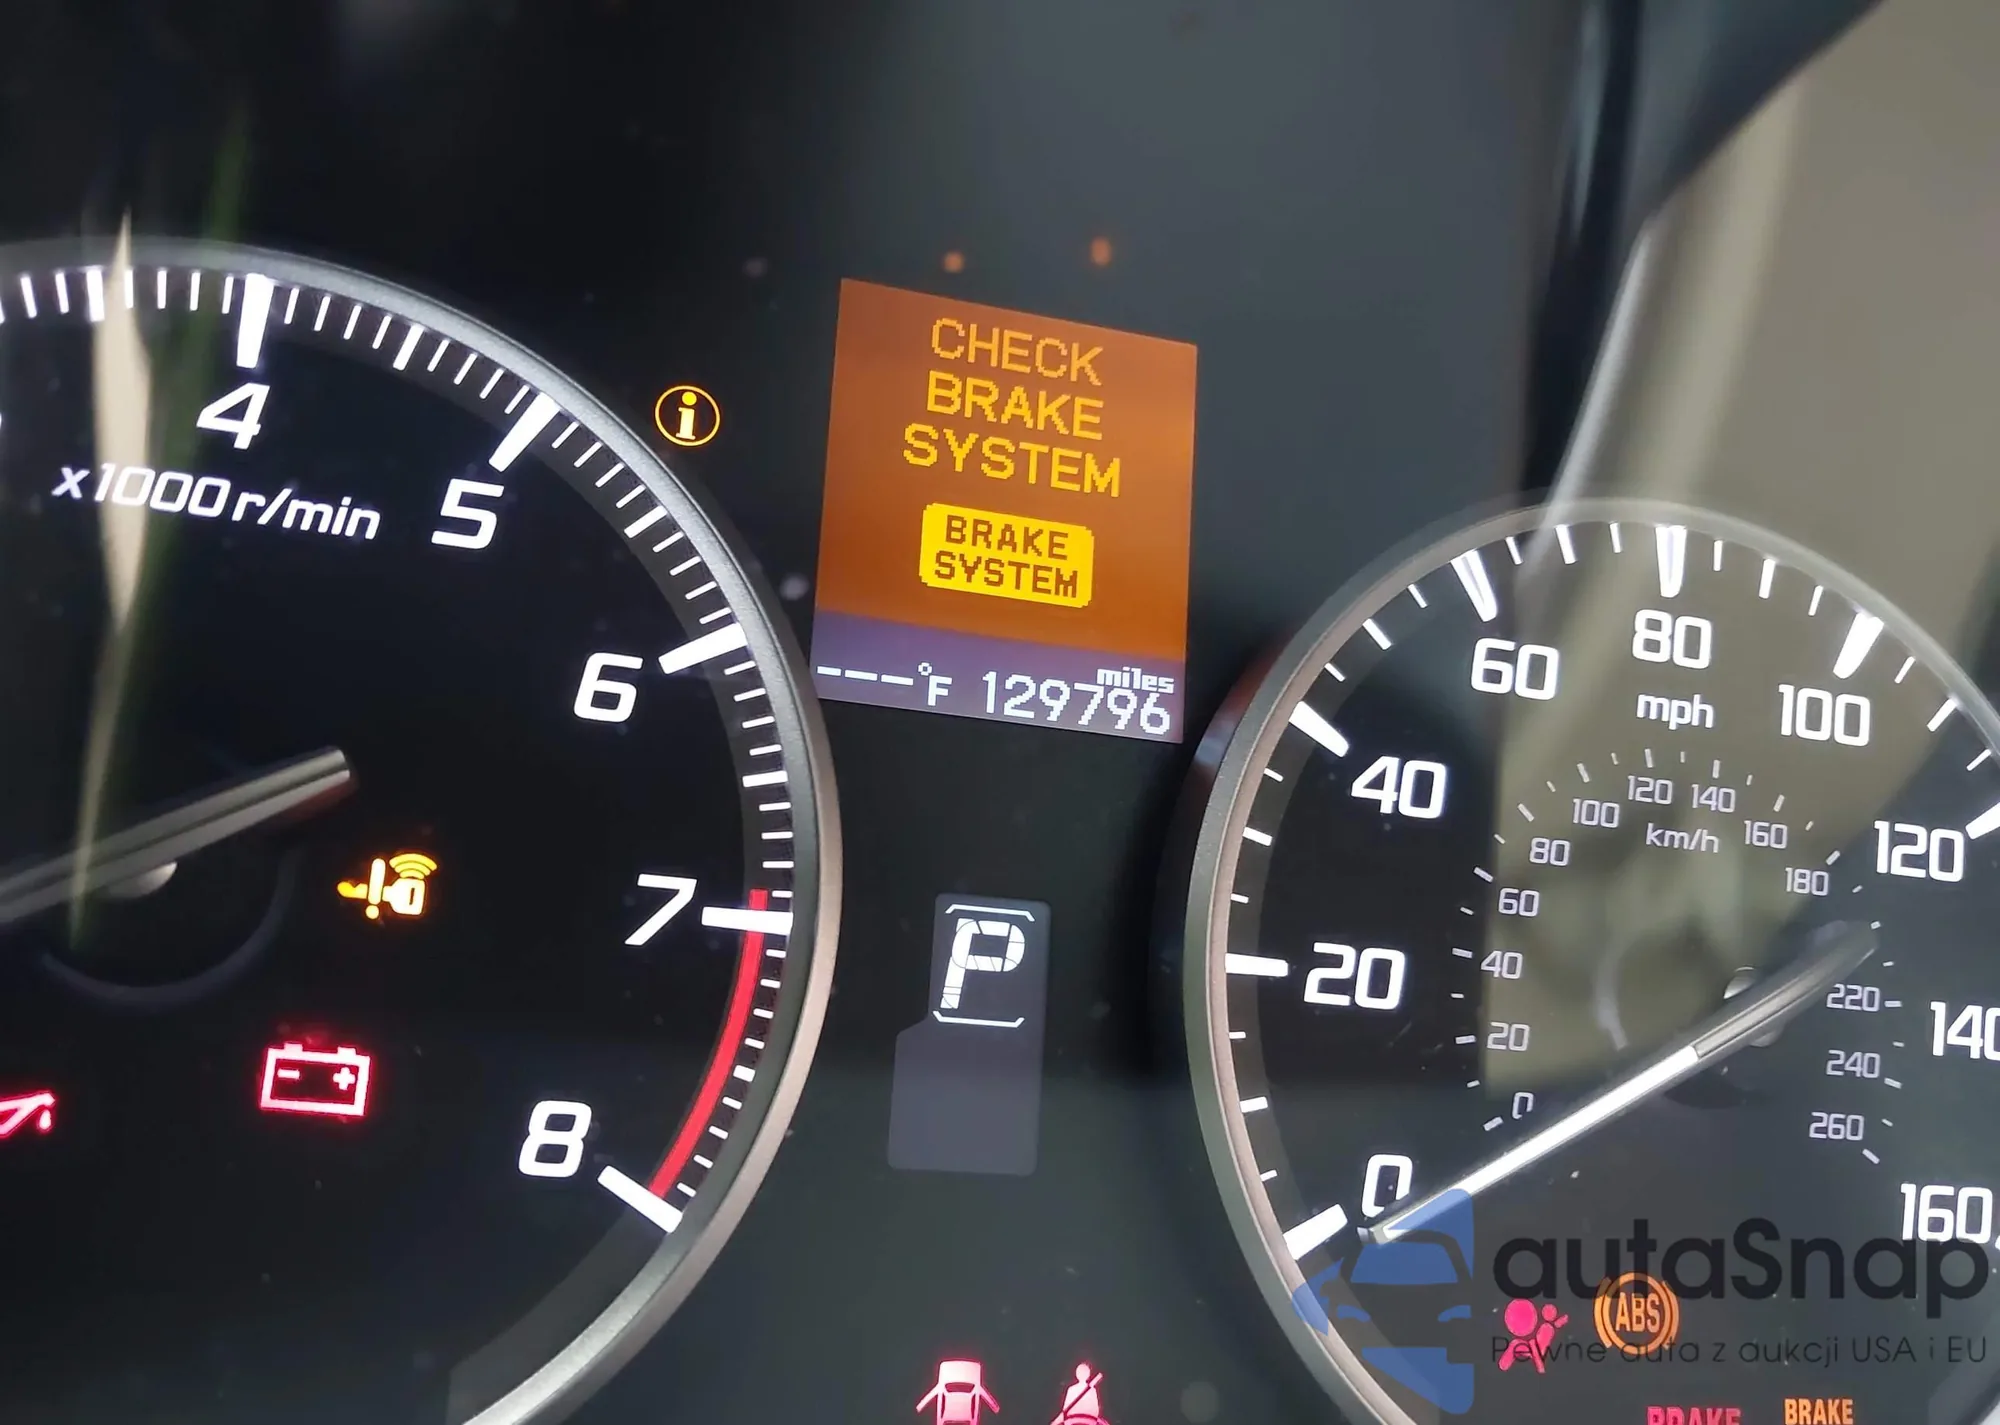 CHECK
BRAKE
SYSTEM
BRAKE
SYSTEM
---°F 129796 miles
4
x1000r/min
5
6
7
8
P
0
20
40
60
80
100
120
140
160
mph
0
20
40
60
80
100
120
140
160
180
220
240
260
km/h
ABS
BRAKE
BRAKE
autaSnap
Pewne auta z aukcji USA i EU